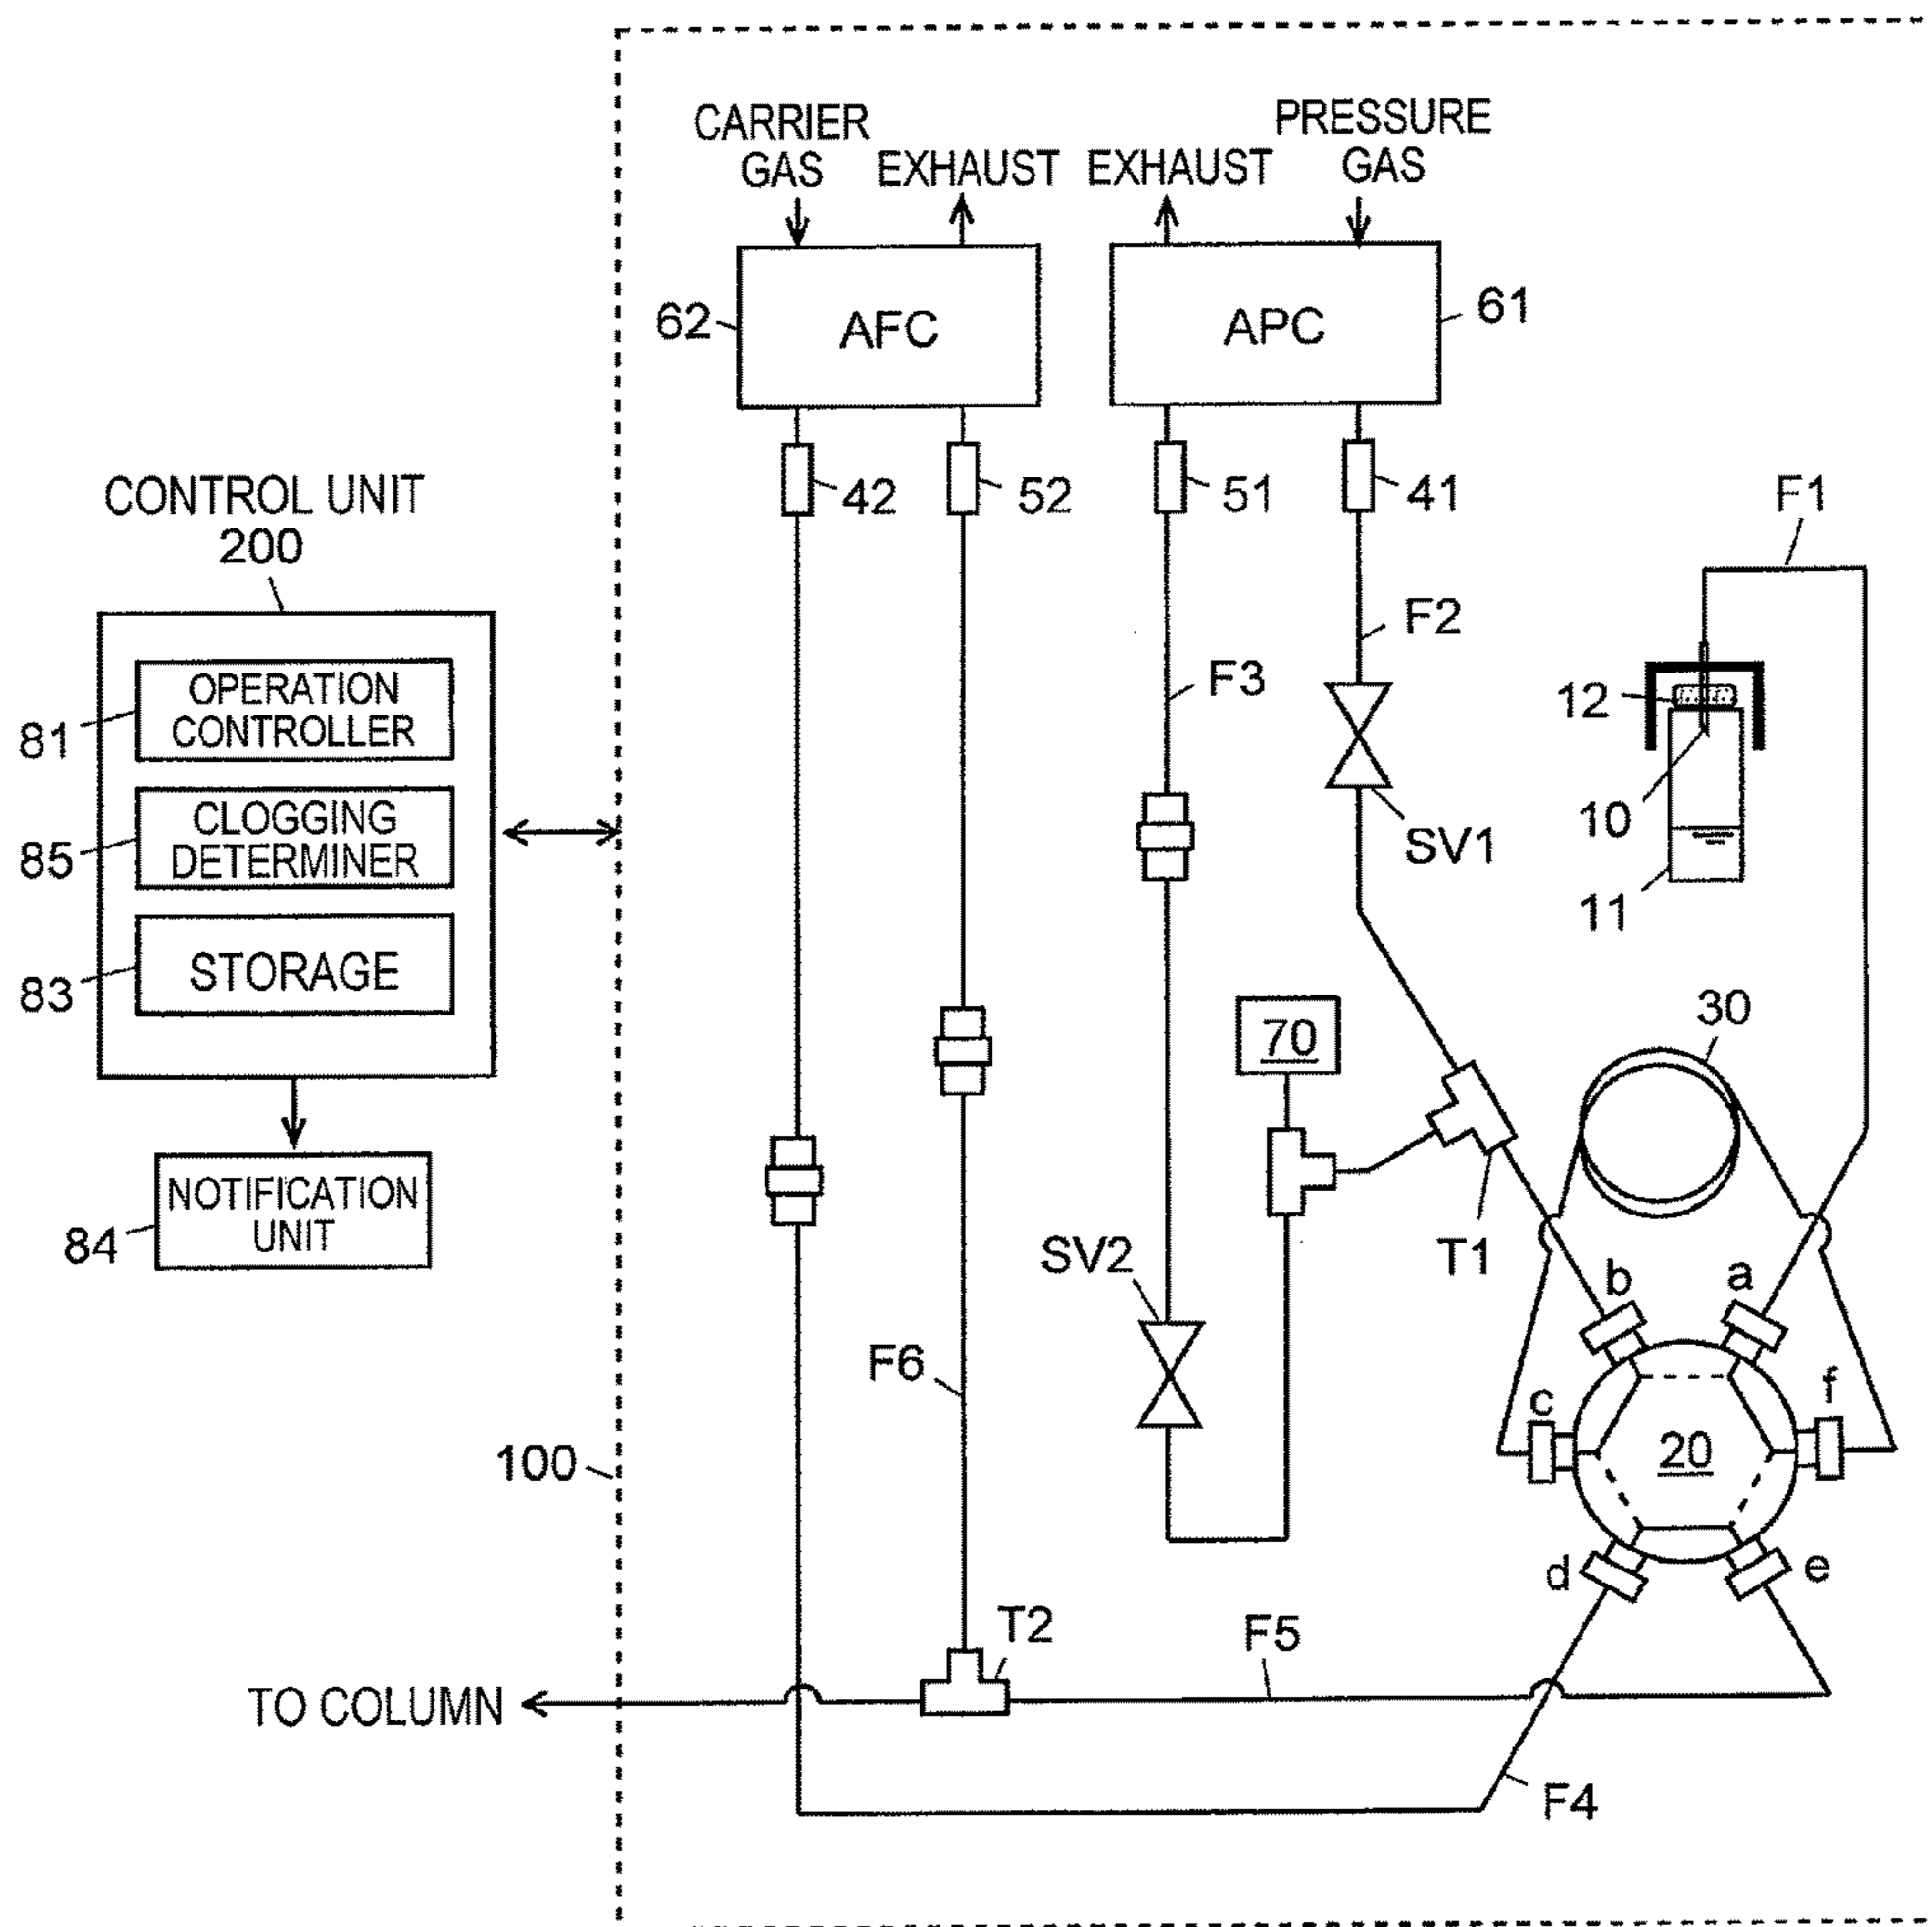 CARRIER
GAS
EXHAUST
EXHAUST
PRESSURE
GAS
62
AFC
APC
61
42
52
51
41
F1
CONTROL UNIT
200
F2
F3
12
OPERATION
CONTROLLER
81
10
SV1
CLOGGING
DETERMINER
85
11
STORAGE
83
70
30
NOTIFICATION
UNIT
84
SV2
T1
b
a
F6
c
f
20
100
d
e
T2
F5
TO COLUMN
F4